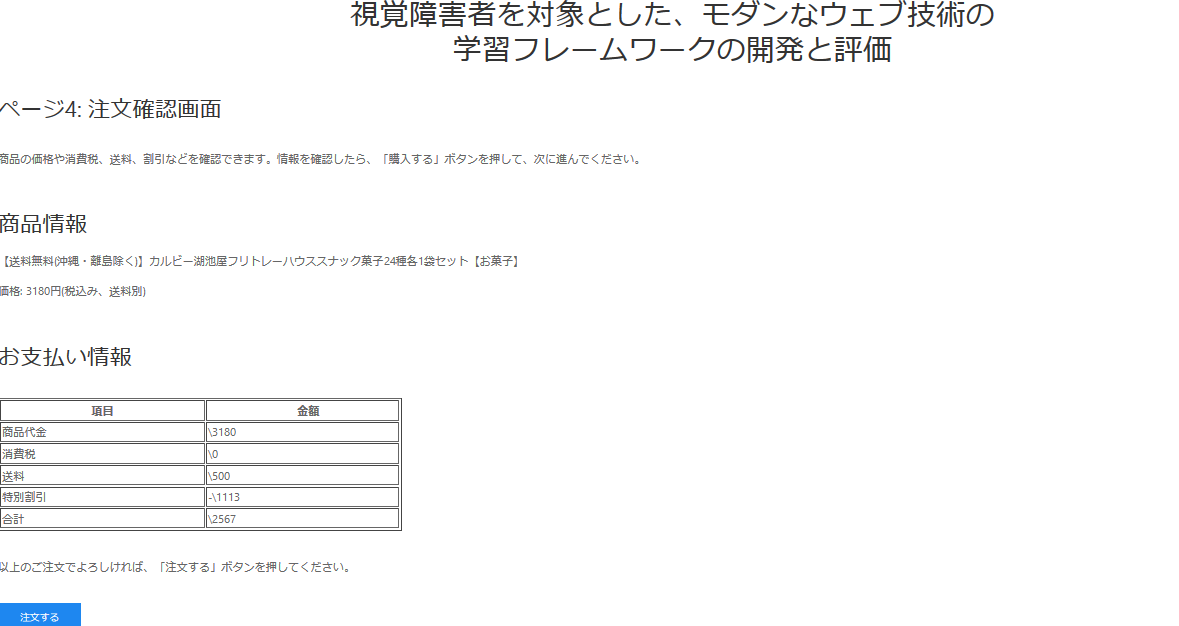 視覚障害者を対象とした、モダンなウェブ技術の
学習フレームワークの開発と評価
ページ4: 注文確認画面
商品の価格や消費税、送料、割引などを確認できます。情報を確認したら、「購入する」ボタンを押して、次に進んでください。
商品情報
【送料無料(沖縄・離島除く)】カルビー湖池屋フリトレーハウススナック菓子24種各1袋セット【お菓子】
価格: 3180円(税込み、送料別)
お支払い情報
項目 金額
商品代金 \3180
消費税 \0
送料 \500
特別割引 -\1113
合計 \2567
以上のご注文でよろしければ、「注文する」ボタンを押してください。
注文する